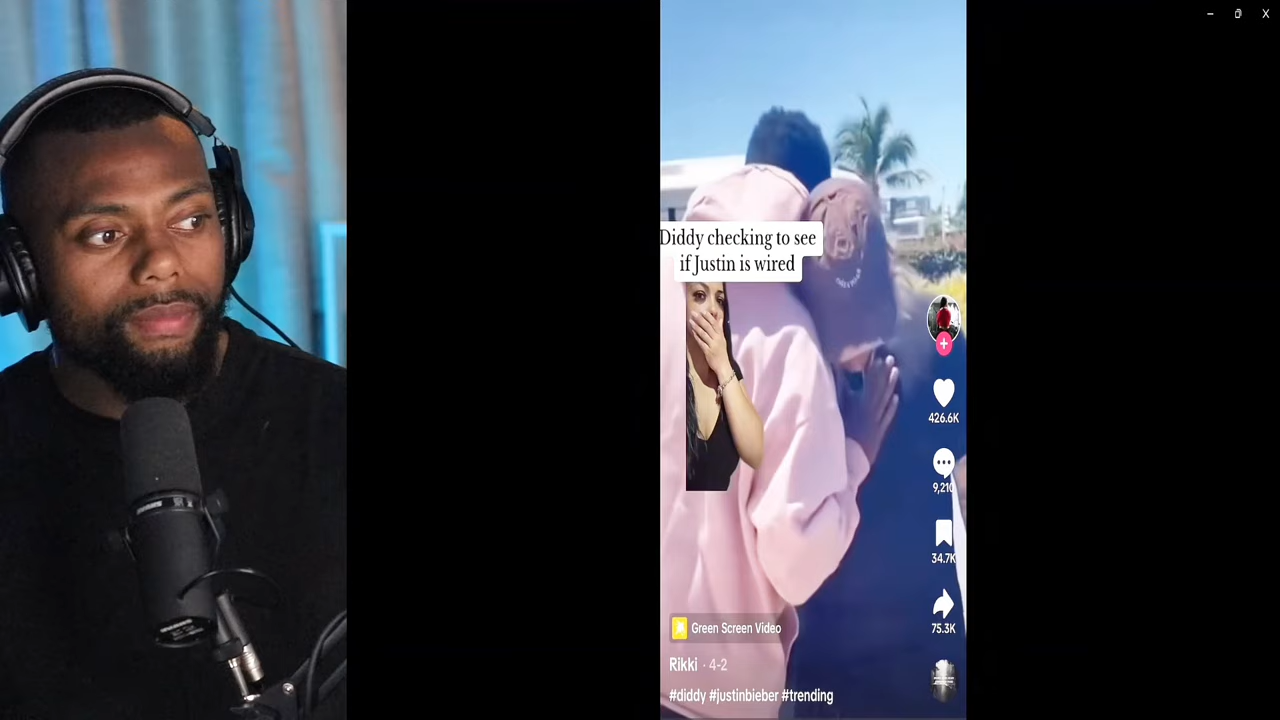 Diddy checking to see
if Justin is wired
426.6K
9,210
34.7K
75.3K
Green Screen Video
Rikki · 4-2
#diddy #justinbieber #trending